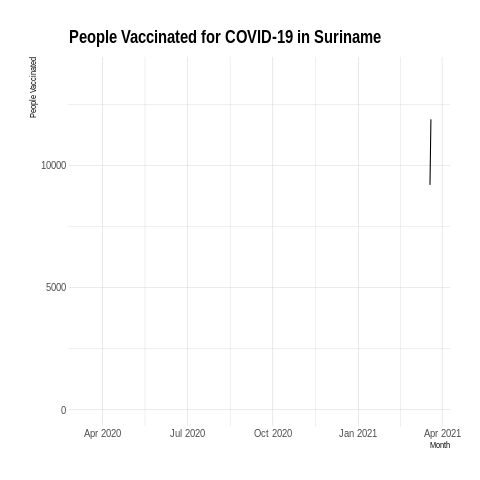 People Vaccinated for COVID-19 in Suriname
People Vaccinated
10000
5000
0
Apr 2020 Jul 2020 Oct 2020 Jan 2021 Apr 2021
Month